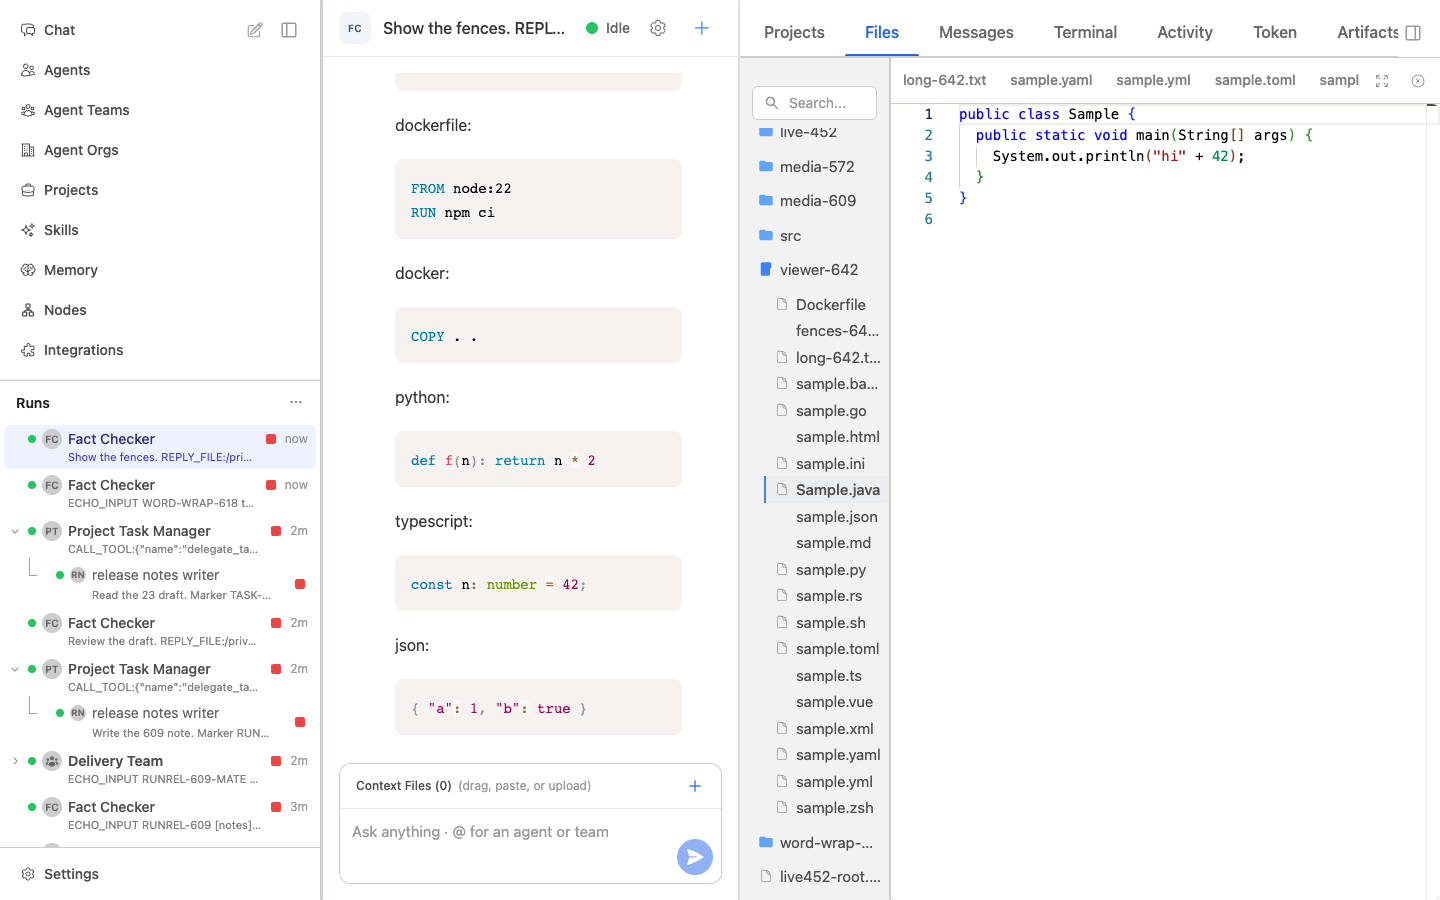 Chat
Agents
Agent Teams
Agent Orgs
Projects
Skills
Memory
Nodes
Integrations
Runs
FC Fact Checker now
Show the fences. REPLY_FILE:/pri...
FC Fact Checker now
ECHO_INPUT WORD-WRAP-618 t...
PT Project Task Manager 2m
CALL_TOOL:{"name":"delegate_ta...
RN release notes writer
Read the 23 draft. Marker TASK-...
FC Fact Checker 2m
Review the draft. REPLY_FILE:/priv...
PT Project Task Manager 2m
CALL_TOOL:{"name":"delegate_ta...
RN release notes writer
Write the 609 note. Marker RUN...
Delivery Team 2m
ECHO_INPUT RUNREL-609-MATE ...
FC Fact Checker 3m
ECHO_INPUT RUNREL-609 [notes]...
Settings
FC Show the fences. REPL... Idle
dockerfile:
FROM node:22
RUN npm ci
docker:
COPY . .
python:
def f(n): return n * 2
typescript:
const n: number = 42;
json:
{ "a": 1, "b": true }
Context Files (0) (drag, paste, or upload)
Ask anything · @ for an agent or team
Projects Files Messages Terminal Activity Token Artifacts
Search...
live-452
media-572
media-609
src
viewer-642
Dockerfile
fences-64...
long-642.t...
sample.ba...
sample.go
sample.html
sample.ini
Sample.java
sample.json
sample.md
sample.py
sample.rs
sample.sh
sample.toml
sample.ts
sample.vue
sample.xml
sample.yaml
sample.yml
sample.zsh
word-wrap-...
live452-root....
long-642.txt sample.yaml sample.yml sample.toml sampl
1 public class Sample {
2 public static void main(String[] args) {
3 System.out.println("hi" + 42);
4 }
5 }
6